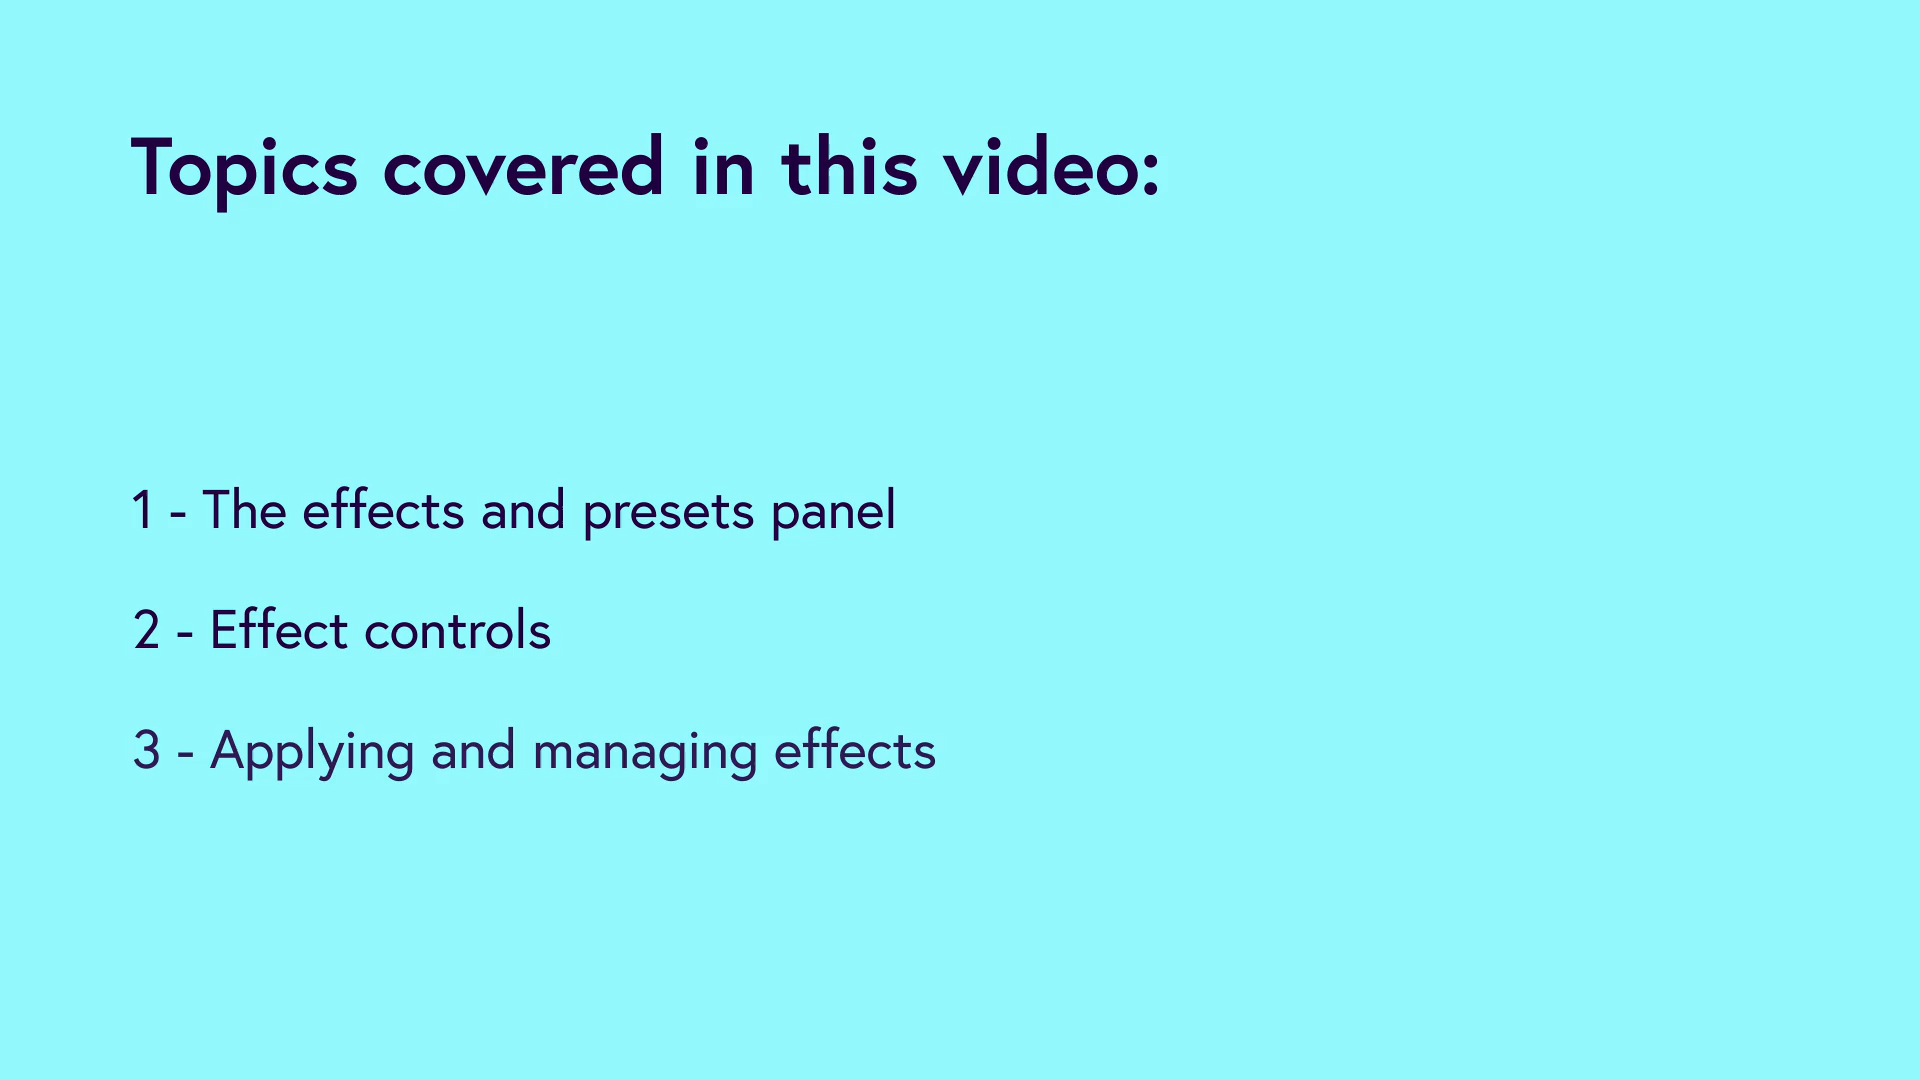 Topics covered in this video:
1 - The effects and presets panel
2 - Effect controls
3 - Applying and managing effects